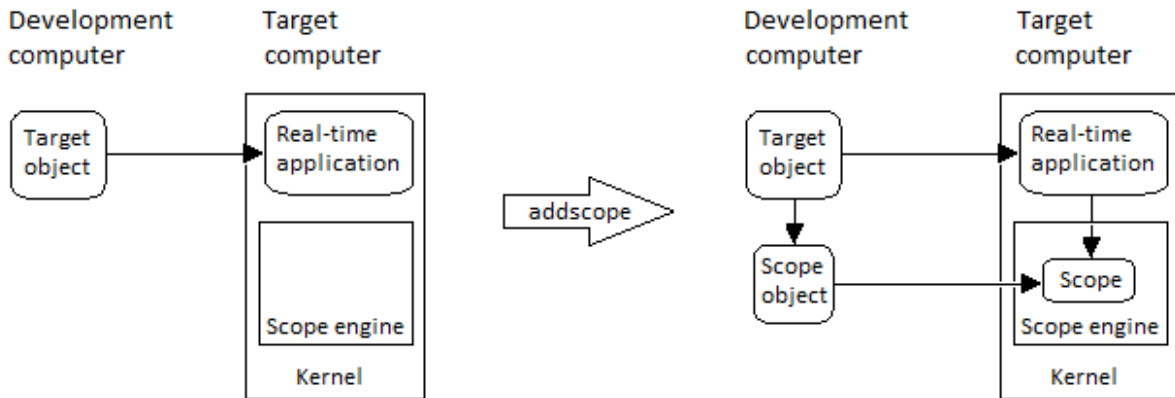 Development
computer
Target
computer
Target
object
Real-time
application
Scope engine
Kernel
addscope
Development
computer
Target
computer
Target
object
Real-time
application
Scope
object
Scope
Scope engine
Kernel